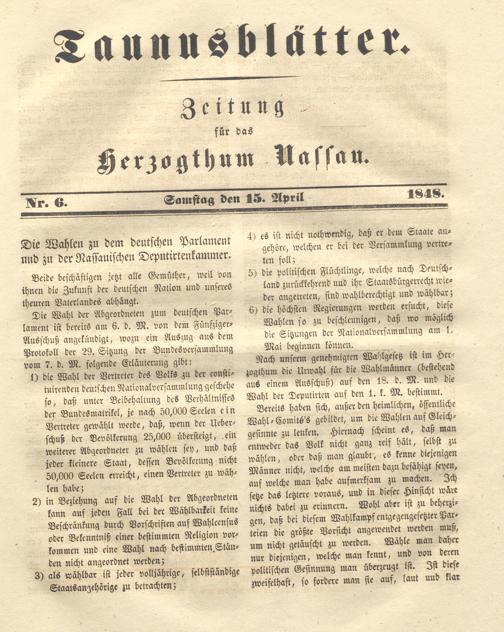 Taunusblätter.
Zeitung
für das
Herzogthum Nassau.
Nr. 6.
Samstag den 15. April
1848.
Die Wahlen zu dem deutschen Parlament
und zu der Nassauischen Deputirtenkammer.
Beide beschäftigen jetzt alle Gemüther, weil von
ihnen die Zukunft der deutschen Nation und unseres
theuren Vaterlandes abhängt.
Die Wahl der Abgeordneten zum deutschen Par-
lament ist bereits am 6. d. M. von dem Fünfziger-
Ausschuß angekündigt, wozu ein Auszug aus dem
Protokoll der 29. Sitzung der Bundesversammlung
vom 7. d. M. folgende Erläuterung gibt:
1) die Wahl der Vertreter des Volks zu der consti-
tuirenden deutschen Nationalversammlung geschehe
so, daß unter Beibehaltung des Verhältnisses
der Bundesmatrikel, je nach 50,000 Seelen ein
Vertreter gewählt werde, daß, wenn der Ueber-
schuß der Bevölkerung 25,000 übersteigt, ein
weiterer Abgeordneter zu wählen sey, und daß
jeder kleinere Staat, dessen Bevölkerung nicht
50,000 Seelen erreicht, einen Vertreter zu wäh-
len habe;
2) in Beziehung auf die Wahl der Abgeordneten
kann auf jeden Fall bei der Wählbarkeit keine
Beschränkung durch Vorschriften auf Wahlcensus
oder Bekenntniß einer bestimmten Religion vor-
kommen und eine Wahl nach bestimmten Stän-
den nicht angeordnet werden;
3) als wählbar ist jeder volljährige, selbstständige
Staatsangehörige zu betrachten;
4) es ist nicht nothwendig, daß er dem Staate an-
gehöre, welchen er bei der Versammlung vertre-
ten soll;
5) die politischen Flüchtlinge, welche nach Deutsch-
land zurückkehrend und ihr Staatsbürgerrecht wie-
der angetreten, sind wahlberechtigt und wählbar;
6) die höchsten Regierungen werden ersucht, diese
Wahlen so zu beschleunigen, daß wo möglich
die Sitzungen der Nationalversammlung am 1.
Mai beginnen können.
Nach unserem genehmigten Wahlgesetz ist im Her-
zogthum die Urwahl für die Wahlmänner (bestehend
aus einem Ausschuß) auf den 18. d. M. und die
Wahl der Deputirten auf den 1. k. M. bestimmt.
Bereits haben sich, außer den heimlichen, öffentliche
Wahl-Comite's gebildet, um die Wahlen auf Gleich-
gesinnte zu lenken. Hiernach scheint es, daß man
entweder das Volk nicht ganz reif hält, selbst zu
wählen, oder daß man glaubt, es kenne diejenigen
Männer nicht, welche am meisten dazu befähigt seyen,
auf welche man habe aufmerksam zu machen. Ich
setze das letztere voraus, und in dieser Hinsicht wäre
nichts dabei zu erinnern. Wohl aber ist zu beherzi-
gen, daß bei diesem Wahlkampf entgegengesetzter Par-
teien die größte Vorsicht angewendet werden muß,
um nicht getäuscht zu werden. Wähle man daher
nur diejenigen, welche man kennt, und von deren
politischen Gesinnung man überzeugt ist. Ist diese
zweifelhaft, so fordere man sie auf, laut und klar